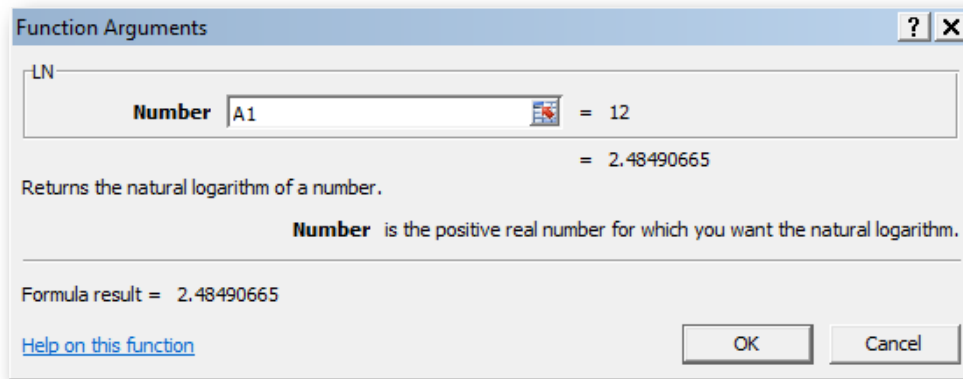 Function Arguments ? X
LN
Number A1 = 12
= 2.48490665
Returns the natural logarithm of a number.
Number is the positive real number for which you want the natural logarithm.
Formula result = 2.48490665
Help on this function OK Cancel